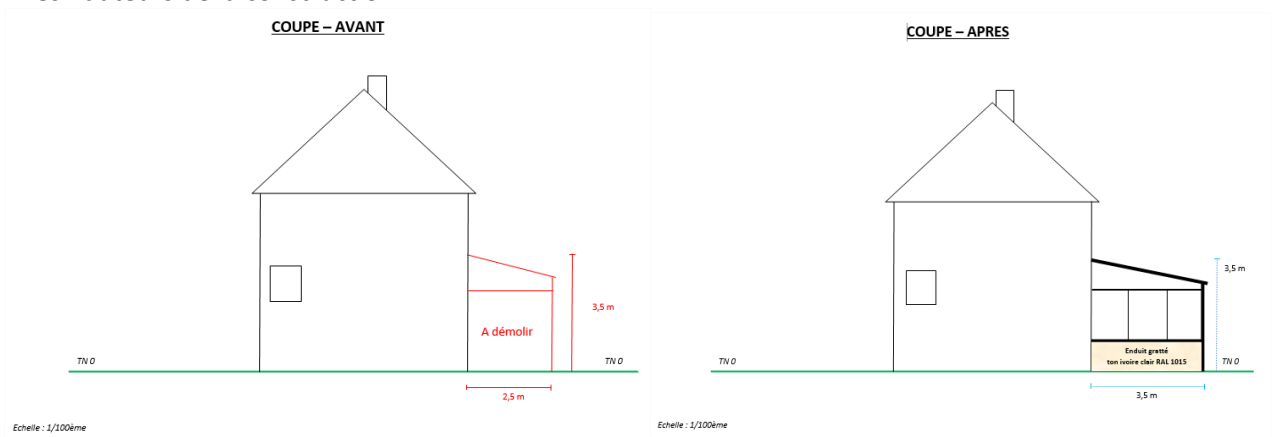 COUPE – AVANT
3,5 m
A démolir
TN 0
TN 0
2,5 m
Echelle : 1/100ème
COUPE – APRES
3,5 m
Enduit gratté
ton ivoire clair RAL 1015
TN 0
TN 0
3,5 m
Echelle : 1/100ème